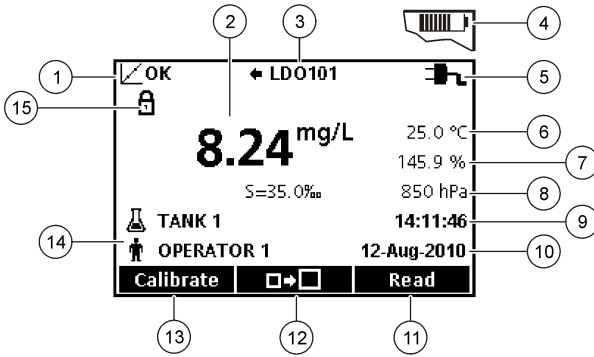 2 3 4
1 OK LDO101 5
15
8.24 mg/L 25.0 °C 6
145.9 % 7
S=35.0‰ 850 hPa 8
TANK 1 14:11:46 9
14 OPERATOR 1 12-Aug-2010 10
Calibrate Read
13 12 11